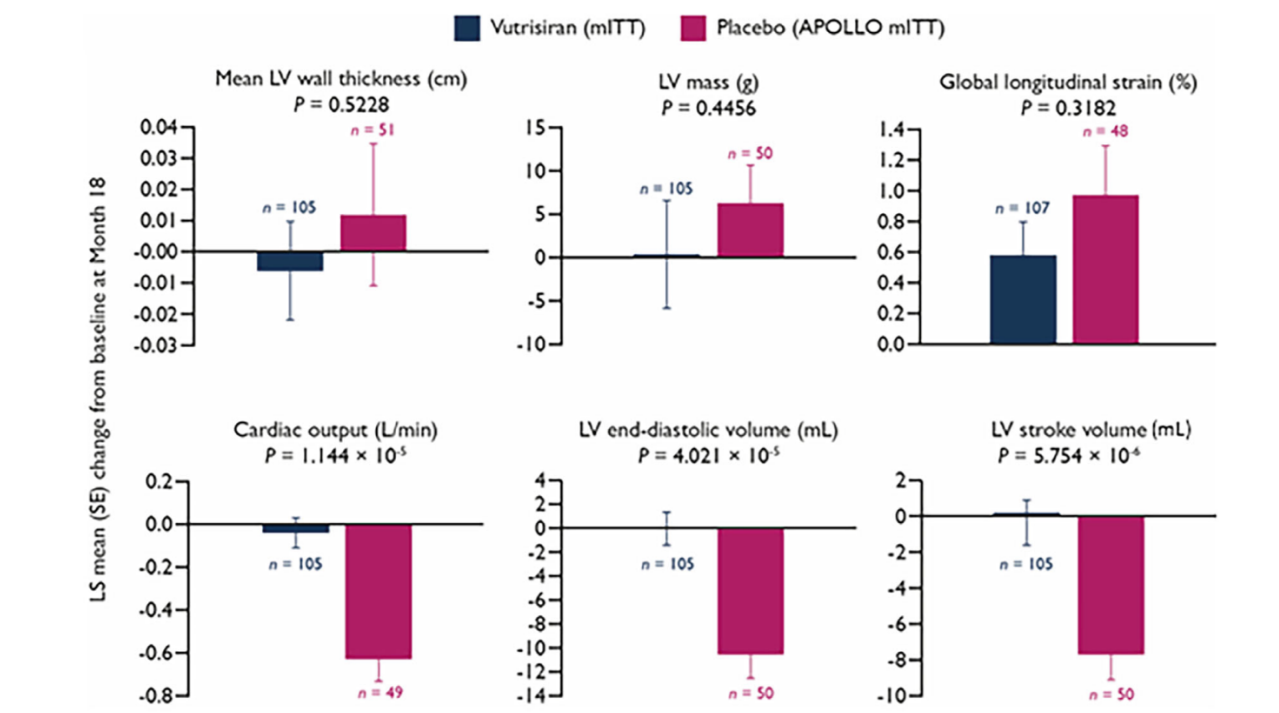 Vutrisiran (mITT) Placebo (APOLLO mITT)
LS mean (SE) change from baseline at Month 18
Mean LV wall thickness (cm)
P = 0.5228
0.04
0.03
0.02
0.01
-0.00
-0.01
-0.02
-0.03
n = 105
n = 51
LV mass (g)
P = 0.4456
15
10
5
0
-5
-10
n = 105
n = 50
Global longitudinal strain (%)
P = 0.3182
1.4
1.2
1.0
0.8
0.6
0.4
0.2
0.0
n = 107
n = 48
Cardiac output (L/min)
P = 1.144 × 10⁻⁵
0.2
0.0
-0.2
-0.4
-0.6
-0.8
n = 105
n = 49
LV end-diastolic volume (mL)
P = 4.021 × 10⁻⁵
4
2
0
-2
-4
-6
-8
-10
-12
-14
n = 105
n = 50
LV stroke volume (mL)
P = 5.754 × 10⁻⁶
2
0
-2
-4
-6
-8
-10
n = 105
n = 50